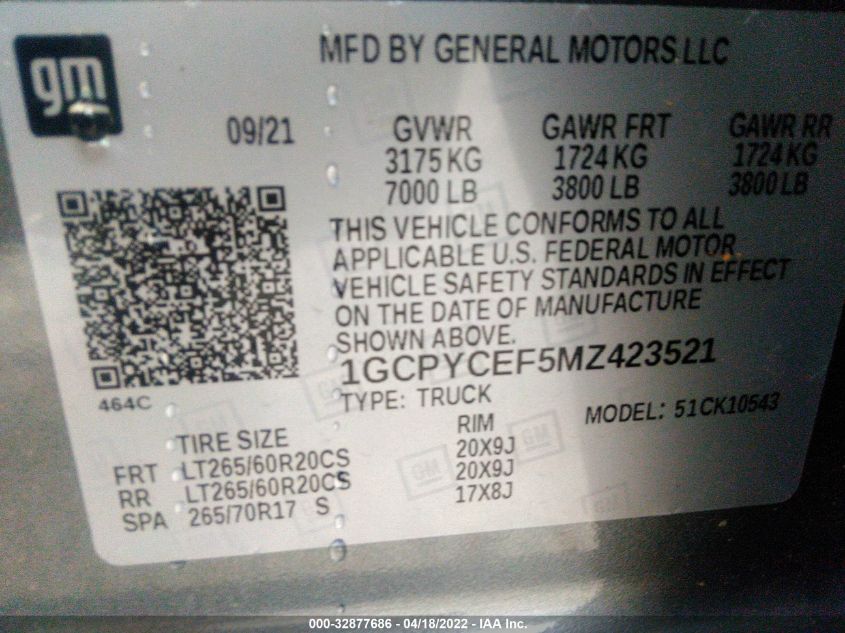 MFD BY GENERAL MOTORS LLC
gm
09/21
GVWR GAWR FRT GAWR RR
3175 KG 1724 KG 1724 KG
7000 LB 3800 LB 3800 LB
THIS VEHICLE CONFORMS TO ALL
APPLICABLE U.S. FEDERAL MOTOR
VEHICLE SAFETY STANDARDS IN EFFECT
ON THE DATE OF MANUFACTURE
SHOWN ABOVE.
1GCPYCEF5MZ423521
464C
TYPE: TRUCK MODEL: 51CK10543
TIRE SIZE RIM
FRT LT265/60R20CS 20X9J
RR LT265/60R20CS 20X9J
SPA 265/70R17 S 17X8J
GM GM
000-32877686 - 04/18/2022 - IAA Inc.